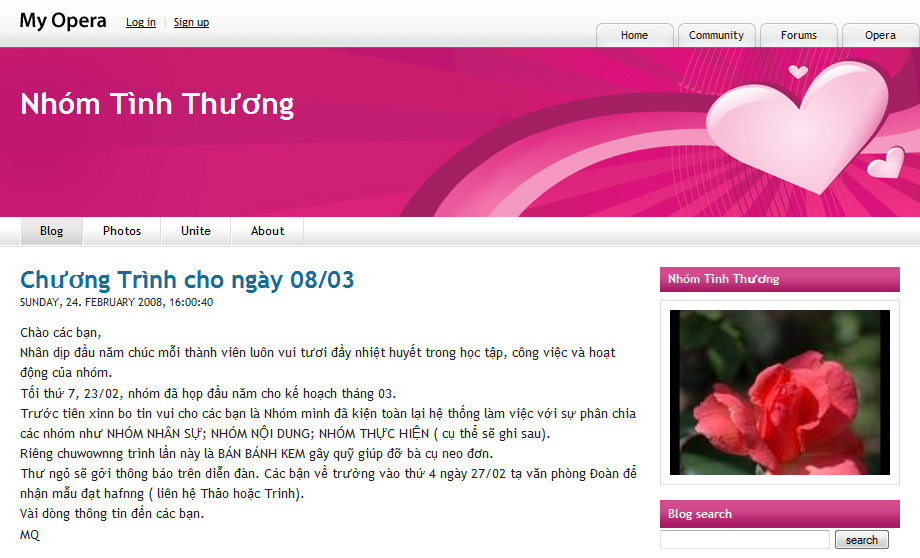 My Opera Log in | Sign up
Home Community Forums Opera
Nhóm Tình Thương
Blog Photos Unite About
Chương Trình cho ngày 08/03
SUNDAY, 24. FEBRUARY 2008, 16:00:40
Chào các bạn,
Nhân dịp đầu năm chúc mỗi thành viên luôn vui tươi đầy nhiệt huyết trong học tập, công việc và hoạt
động của nhóm.
Tối thứ 7, 23/02, nhóm đã họp đầu năm cho kế hoạch tháng 03.
Trước tiên xinn bo tin vui cho các bạn là Nhóm mình đã kiện toàn lại hệ thống làm việc với sự phân chia
các nhóm như NHÓM NHÂN SỰ; NHÓM NỘI DUNG; NHÓM THỰC HIỆN ( cụ thể sẽ ghi sau).
Riêng chuwownng trình lần này là BÁN BÁNH KEM gây quỹ giúp đỡ bà cụ neo đơn.
Thư ngỏ sẽ gởi thông báo trên diễn đàn. Các bận về trường vào thứ 4 ngày 27/02 tạ văn phòng Đoàn để
nhận mẫu đạt hafnng ( liên hệ Thảo hoặc Trinh).
Vài dòng thông tin đến các bạn.
MQ
Nhóm Tình Thương
Blog search
search